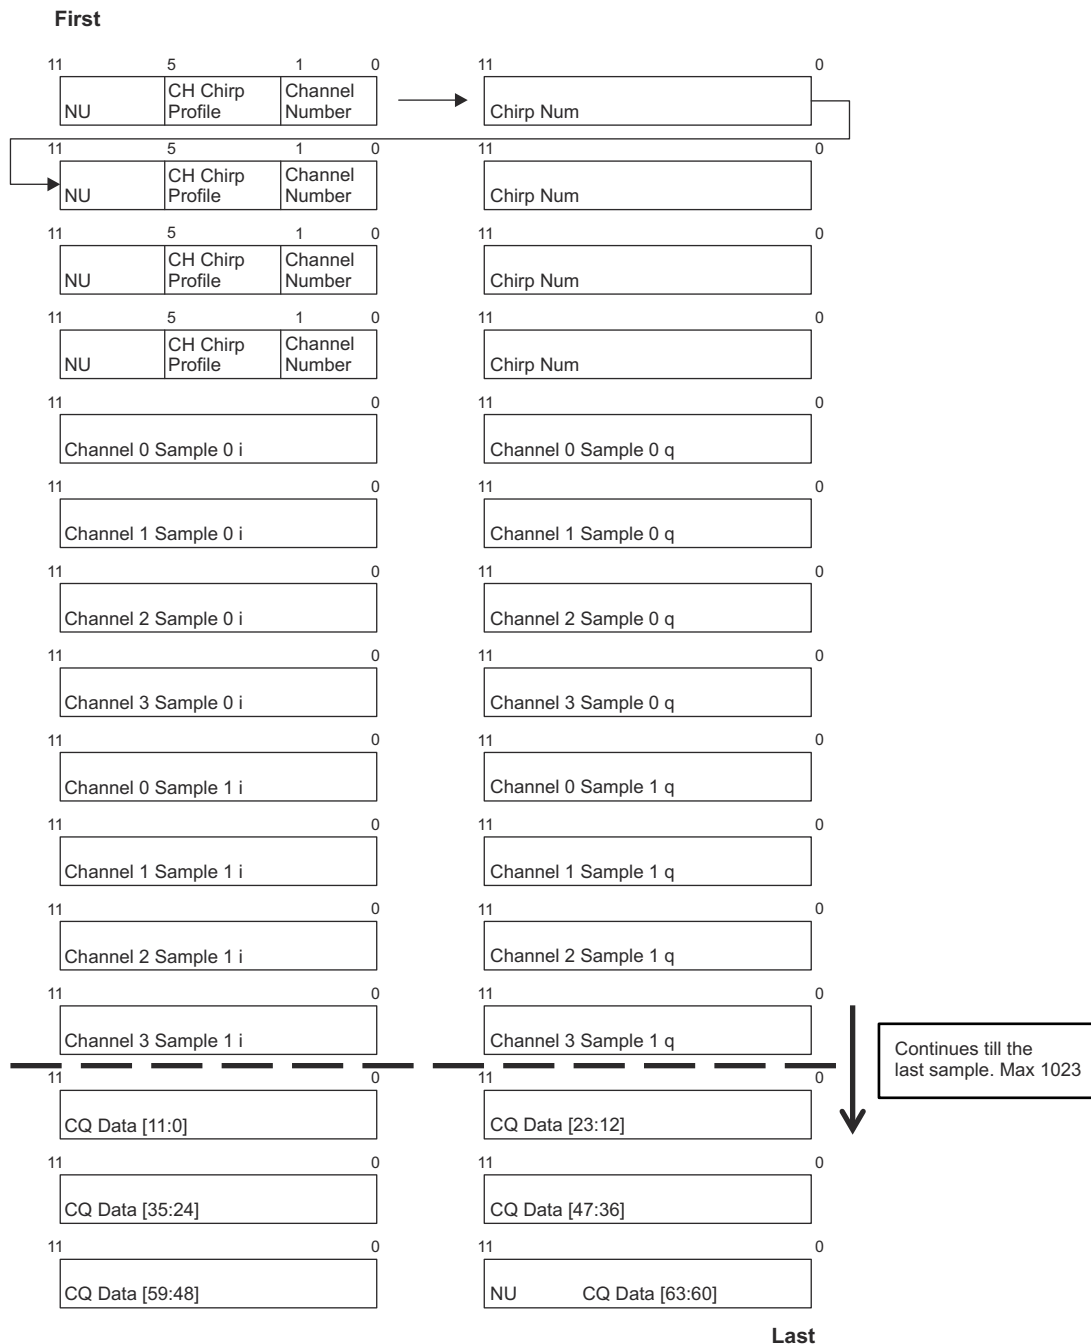 First
11 5 1 0 11 0
NU CH Chirp Profile Channel Number Chirp Num
11 5 1 0 11 0
NU CH Chirp Profile Channel Number Chirp Num
11 5 1 0 11 0
NU CH Chirp Profile Channel Number Chirp Num
11 5 1 0 11 0
NU CH Chirp Profile Channel Number Chirp Num
11 0 11 0
Channel 0 Sample 0 i Channel 0 Sample 0 q
11 0 11 0
Channel 1 Sample 0 i Channel 1 Sample 0 q
11 0 11 0
Channel 2 Sample 0 i Channel 2 Sample 0 q
11 0 11 0
Channel 3 Sample 0 i Channel 3 Sample 0 q
11 0 11 0
Channel 0 Sample 1 i Channel 0 Sample 1 q
11 0 11 0
Channel 1 Sample 1 i Channel 1 Sample 1 q
11 0 11 0
Channel 2 Sample 1 i Channel 2 Sample 1 q
11 0 11 0
Channel 3 Sample 1 i Channel 3 Sample 1 q
Continues till the
last sample. Max 1023
11 0 11 0
CQ Data [11:0] CQ Data [23:12]
11 0 11 0
CQ Data [35:24] CQ Data [47:36]
11 0 11 0
CQ Data [59:48] NU CQ Data [63:60]
Last